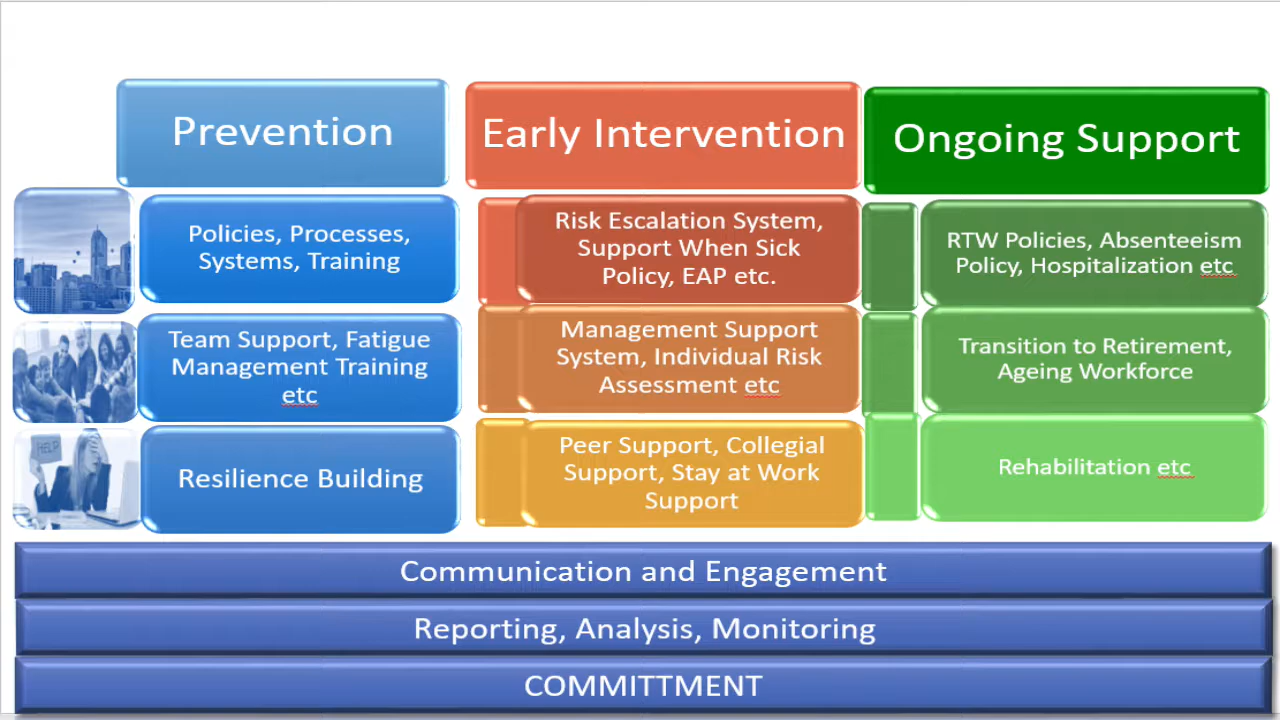 Prevention
Early Intervention
Ongoing Support
Policies, Processes,
Systems, Training
Risk Escalation System,
Support When Sick
Policy, EAP etc.
RTW Policies, Absenteeism
Policy, Hospitalization etc
Team Support, Fatigue
Management Training
etc
Management Support
System, Individual Risk
Assessment etc
Transition to Retirement,
Ageing Workforce
HELP
Resilience Building
Peer Support, Collegial
Support, Stay at Work
Support
Rehabilitation etc
Communication and Engagement
Reporting, Analysis, Monitoring
COMMITTMENT